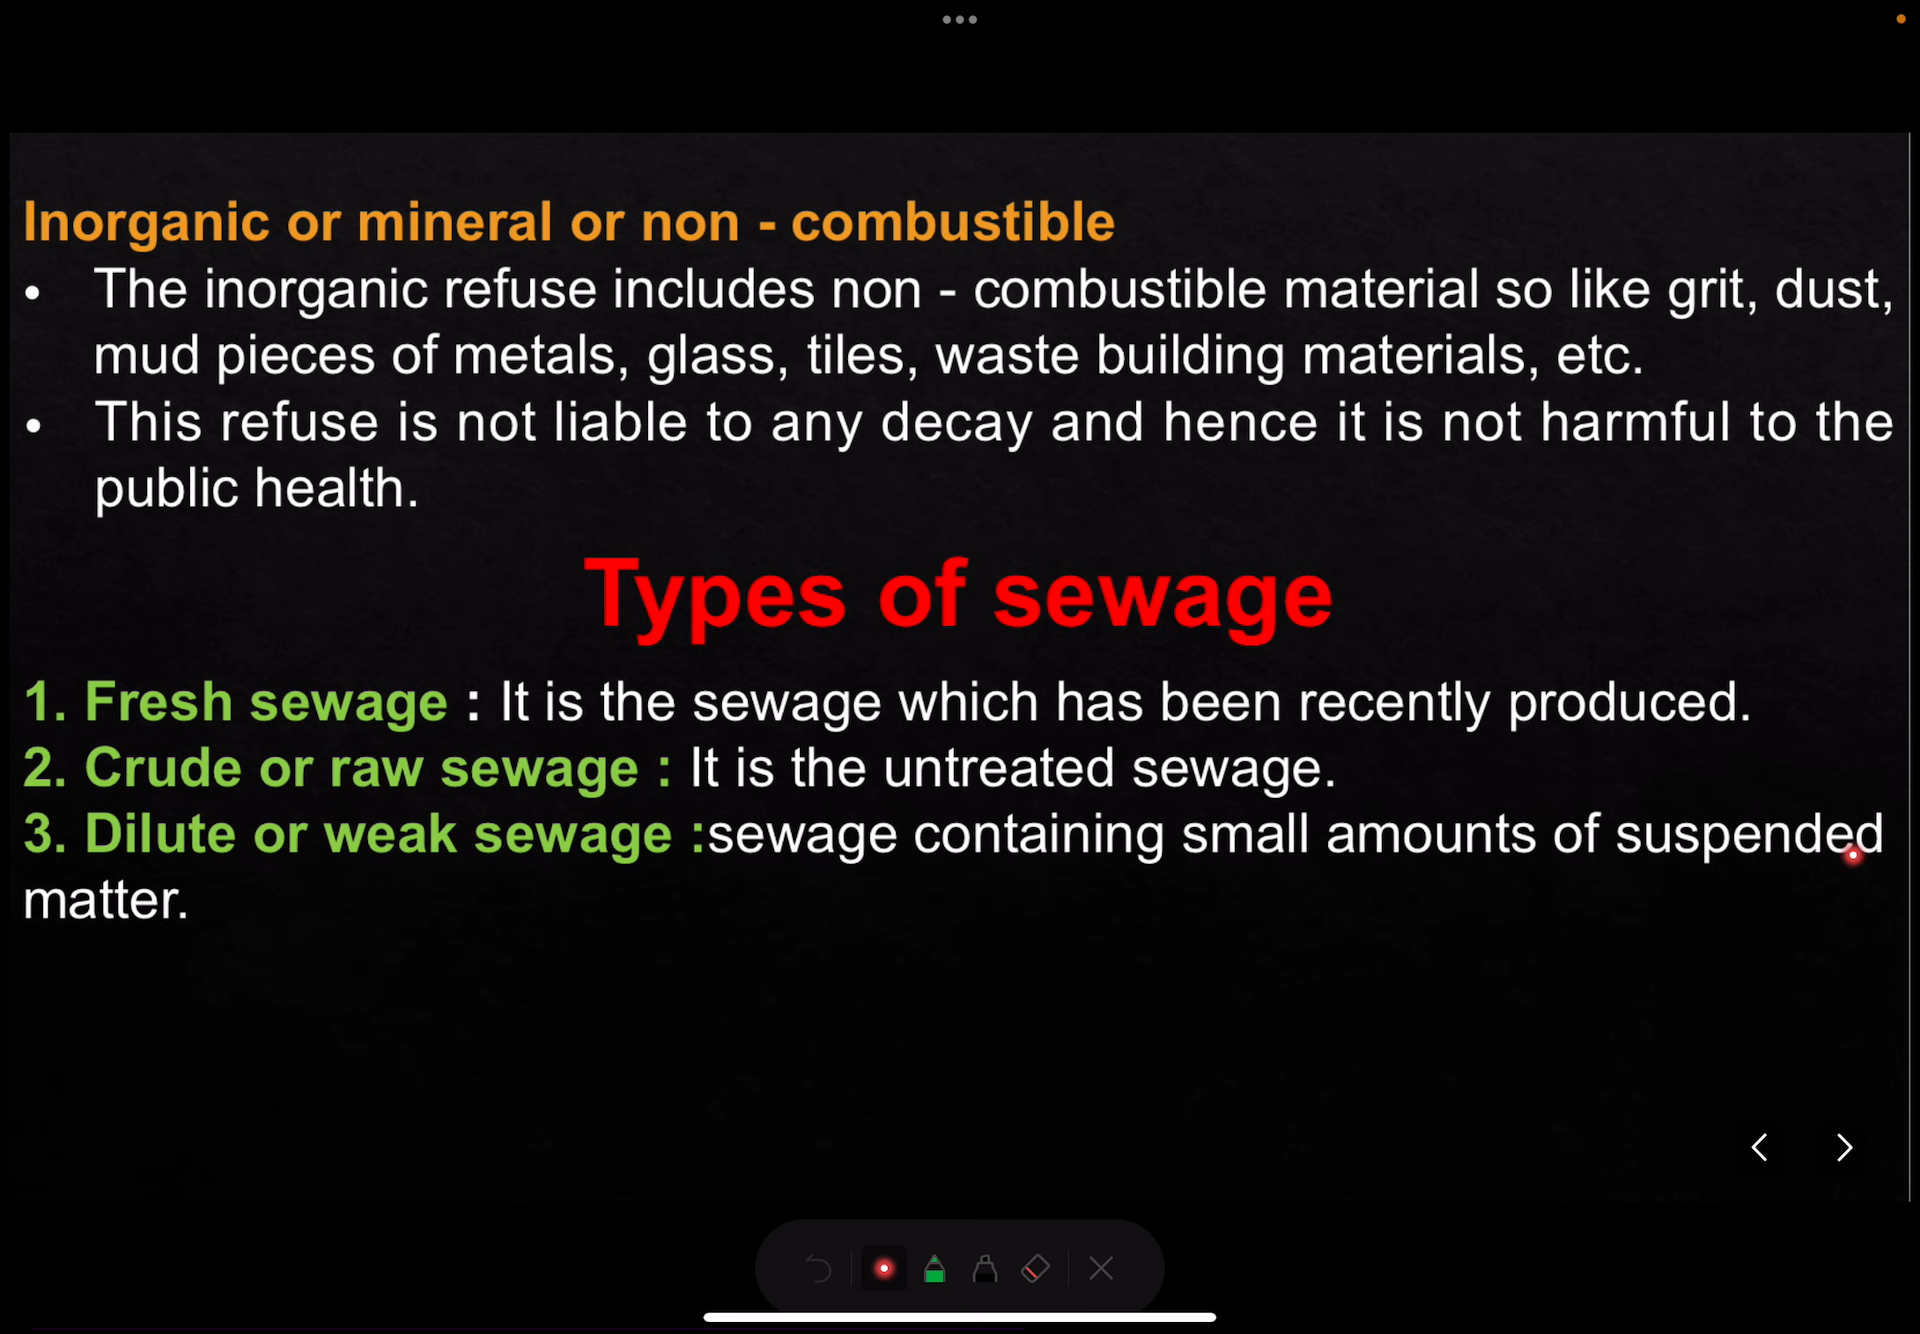 Inorganic or mineral or non - combustible
• The inorganic refuse includes non - combustible material so like grit, dust,
mud pieces of metals, glass, tiles, waste building materials, etc.
• This refuse is not liable to any decay and hence it is not harmful to the
public health.
Types of sewage
1. Fresh sewage : It is the sewage which has been recently produced.
2. Crude or raw sewage : It is the untreated sewage.
3. Dilute or weak sewage :sewage containing small amounts of suspended
matter.